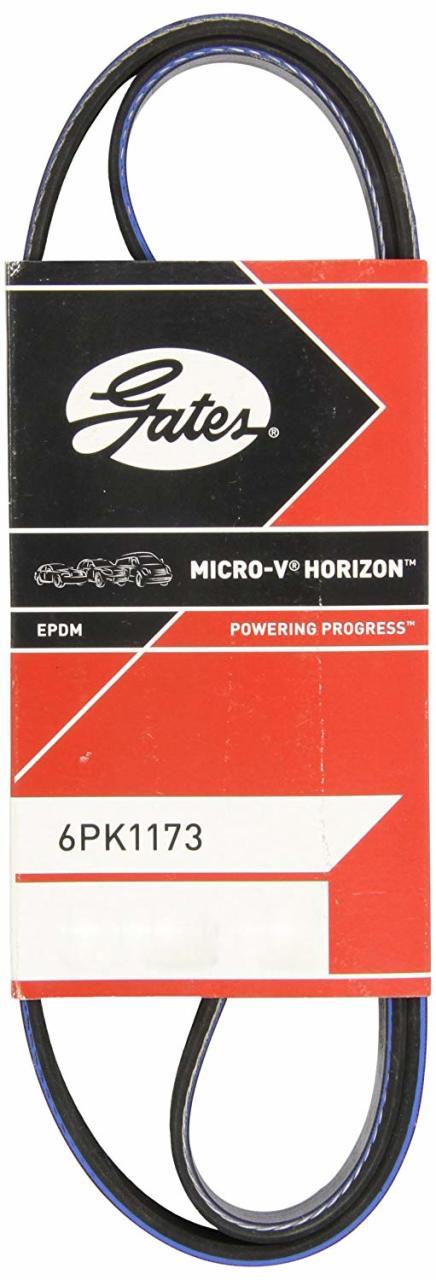 Gates®
MICRO-V® HORIZON™
EPDM
POWERING PROGRESS™
6PK1173